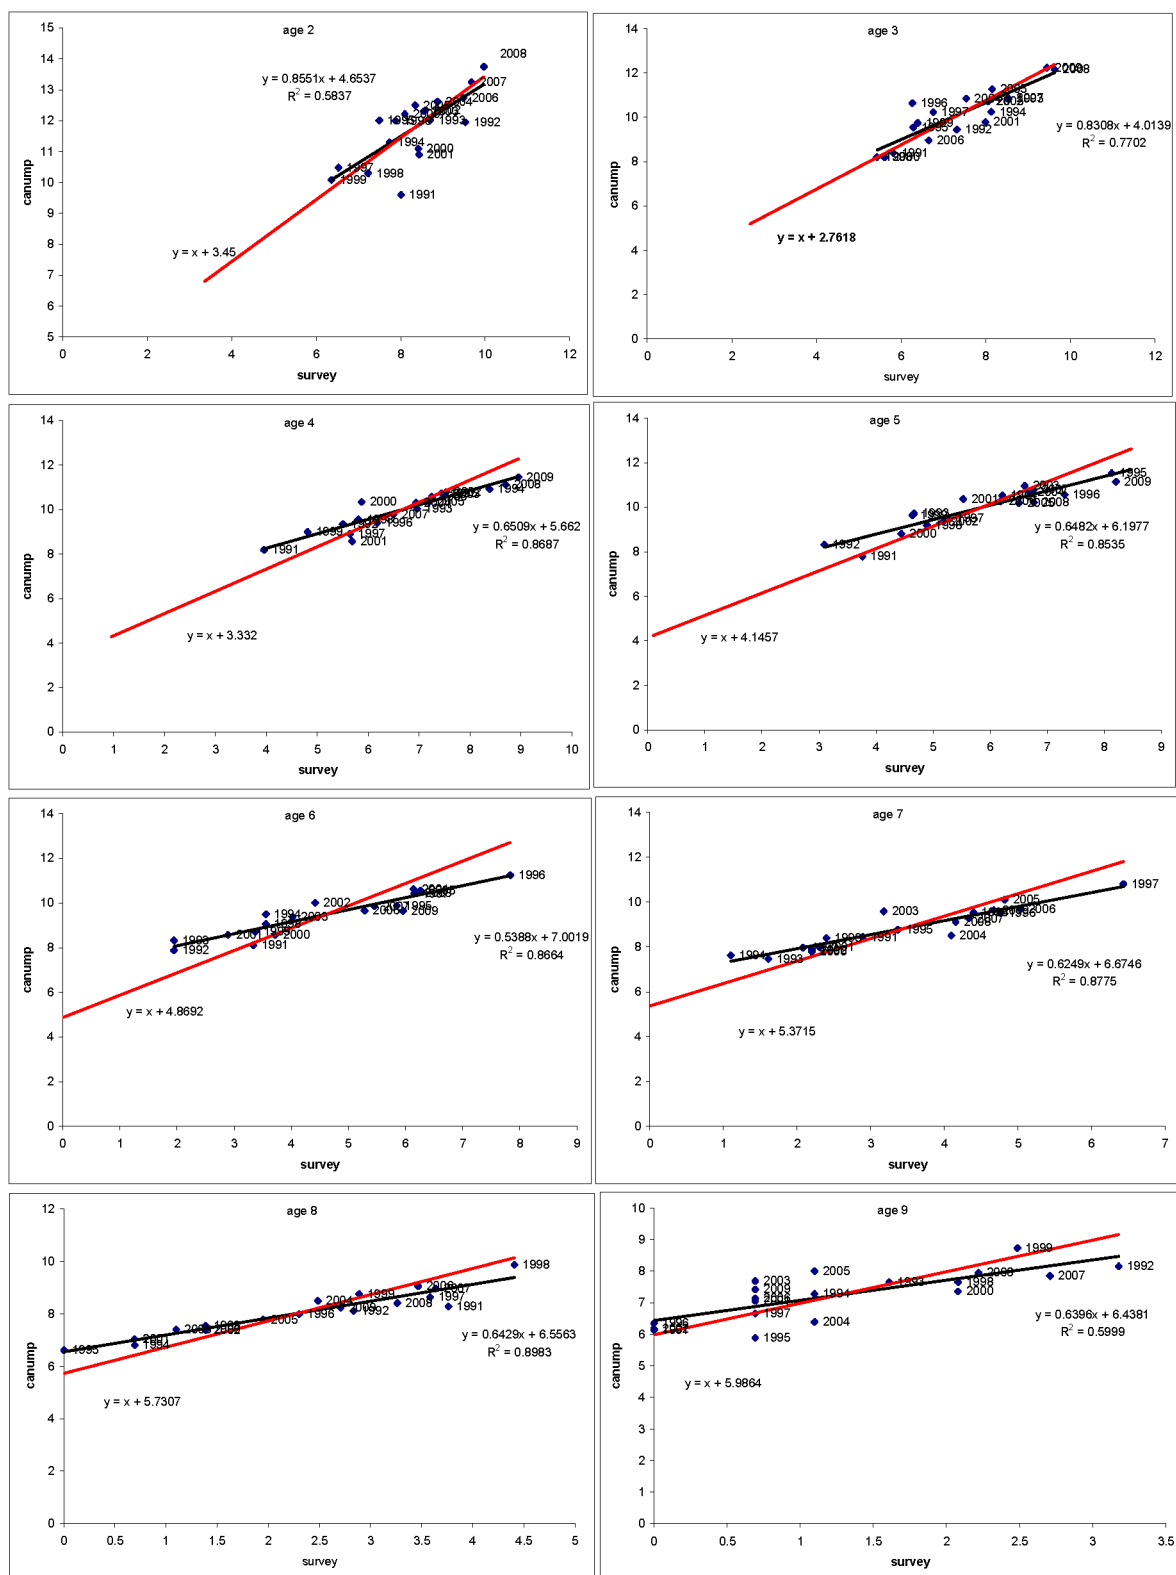 age 2
canump
15
14
13
12
11
10
9
8
7
6
5
y = 0.8551x + 4.6537
R² = 0.5837
2008
2007
2006
2004
1993
1992
1995
1994
2000
2001
1997
1998
1999
1991
y = x + 3.45
0 2 4 6 8 10 12
survey
age 3
canump
14
12
10
8
6
4
2
0
2008
1996
1997
1994
2001
1992
2006
1991
y = 0.8308x + 4.0139
R² = 0.7702
y = x + 2.7618
0 2 4 6 8 10 12
survey
age 4
canump
14
12
10
8
6
4
2
0
2009
2008
1994
2000
1993
2007
1996
1999
1997
2001
1991
y = 0.6509x + 5.662
R² = 0.8687
y = x + 3.332
0 1 2 3 4 5 6 7 8 9 10
survey
age 5
canump
14
12
10
8
6
4
2
0
1995
2009
1996
2001
2008
2000
1992
1991
y = 0.6482x + 6.1977
R² = 0.8535
y = x + 4.1457
0 1 2 3 4 5 6 7 8 9
survey
age 6
canump
14
12
10
8
6
4
2
0
1996
2002
1994
2003
1995
2009
2000
1993
1992
1991
y = 0.5388x + 7.0019
R² = 0.8664
y = x + 4.8692
0 1 2 3 4 5 6 7 8 9
survey
age 7
canump
14
12
10
8
6
4
2
0
1997
2005
2006
1996
2003
2004
1995
1991
1994
1993
y = 0.6249x + 6.6746
R² = 0.8775
y = x + 5.3715
0 1 2 3 4 5 6 7
survey
age 8
canump
12
10
8
6
4
2
0
1998
1999
2004
2008
1997
1991
1992
1996
2005
1995
1994
y = 0.6429x + 6.5563
R² = 0.8983
y = x + 5.7307
0 0.5 1 1.5 2 2.5 3 3.5 4 4.5 5
survey
age 9
canump
10
9
8
7
6
5
4
3
2
1
0
1999
1992
2007
1998
2000
1993
2005
1994
2004
2003
2009
1997
1995
y = 0.6396x + 6.4381
R² = 0.5999
y = x + 5.9864
0 0.5 1 1.5 2 2.5 3 3.5
survey